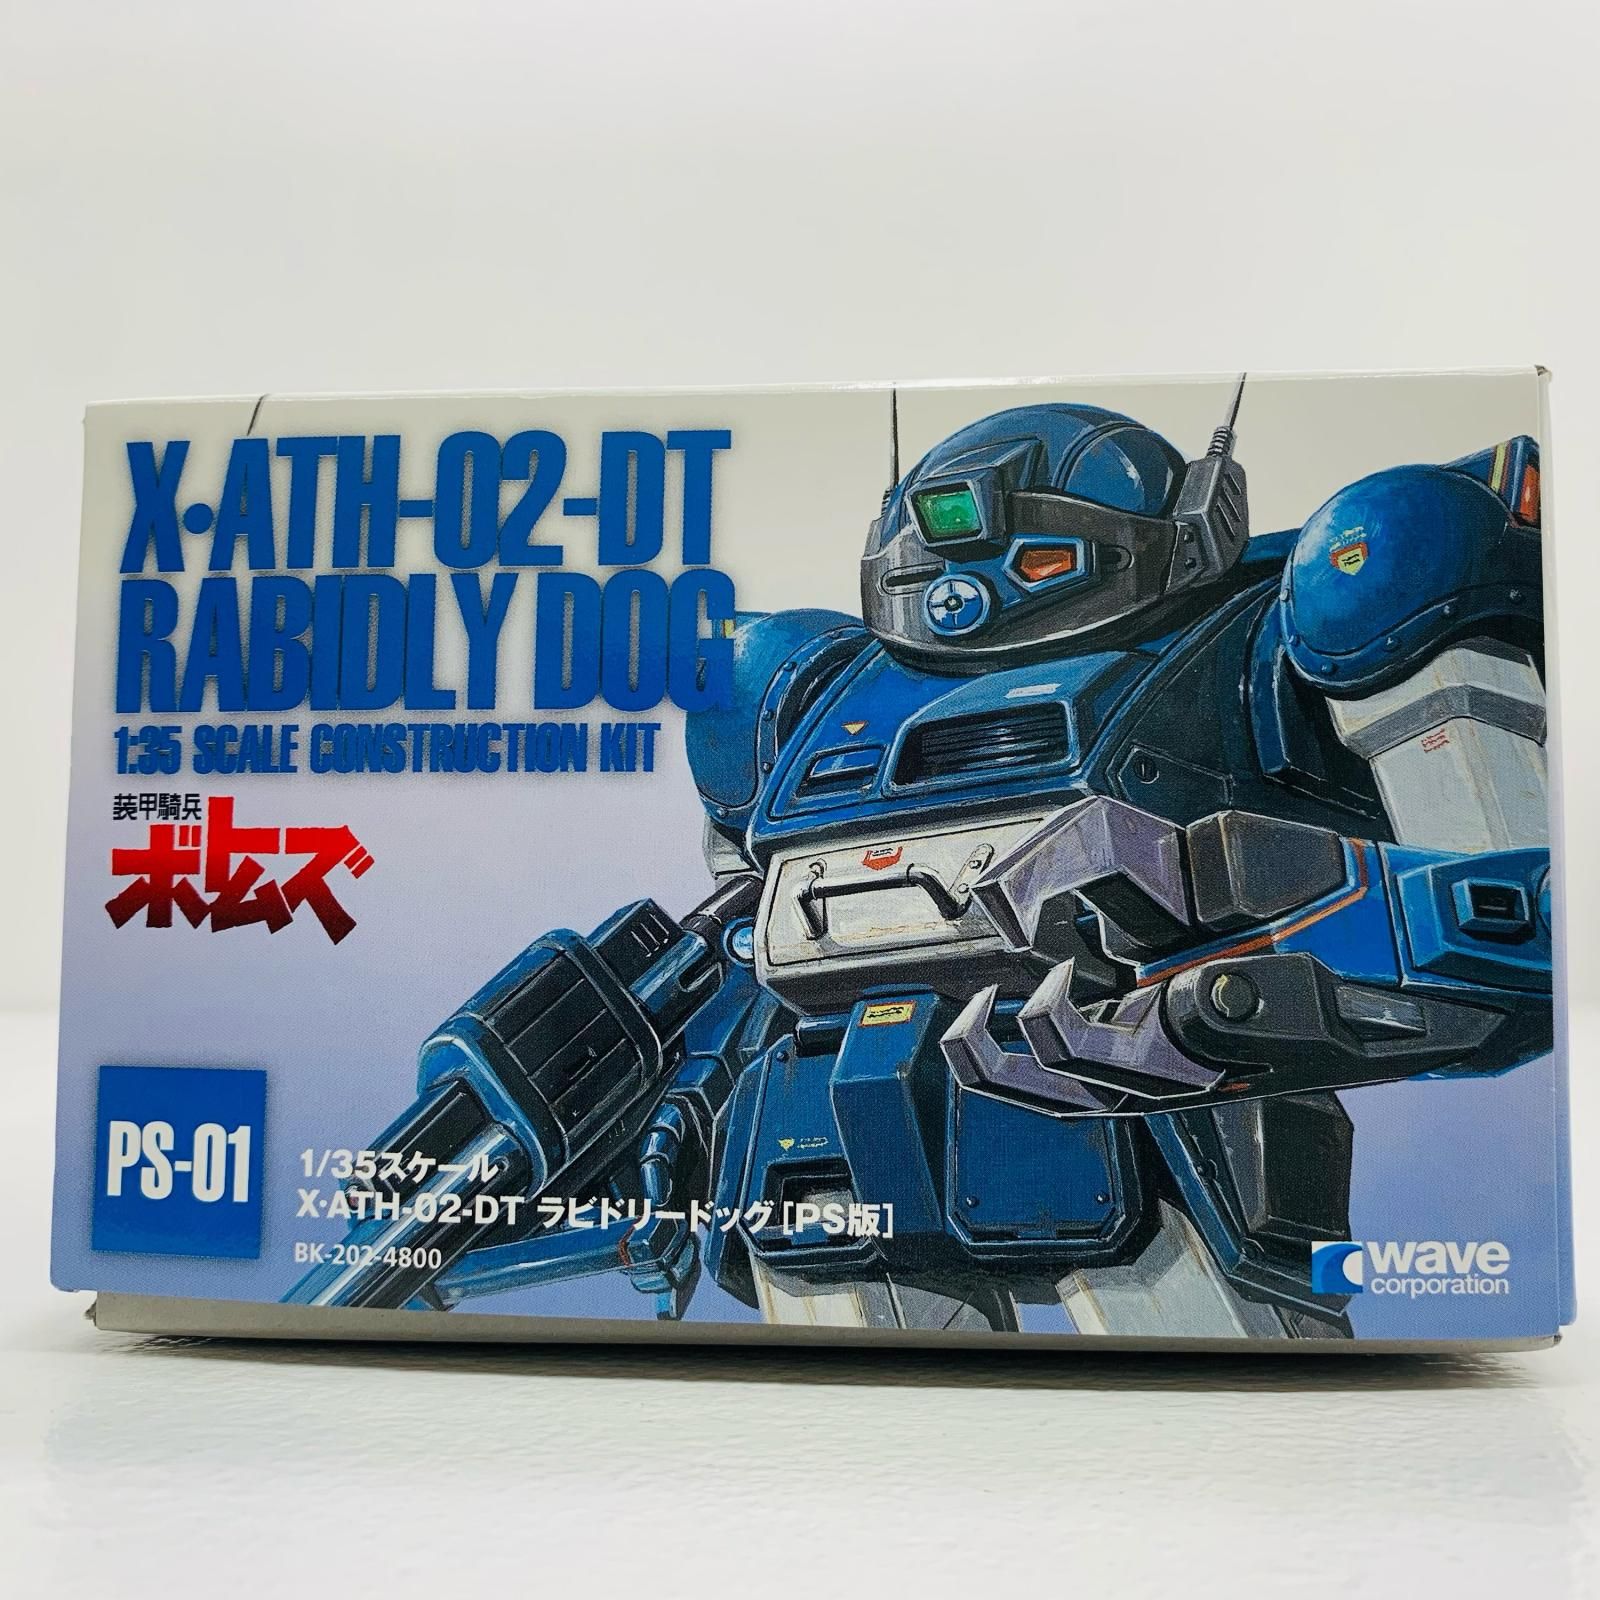 X・ATH-02-DT
RABIDLY DOG
1:35 SCALE CONSTRUCTION KIT
装甲騎兵
ボトムズ
PS-01
1/35スケール
X・ATH-02-DT ラビドリードッグ [PS版]
BK-202-4800
wave
corporation